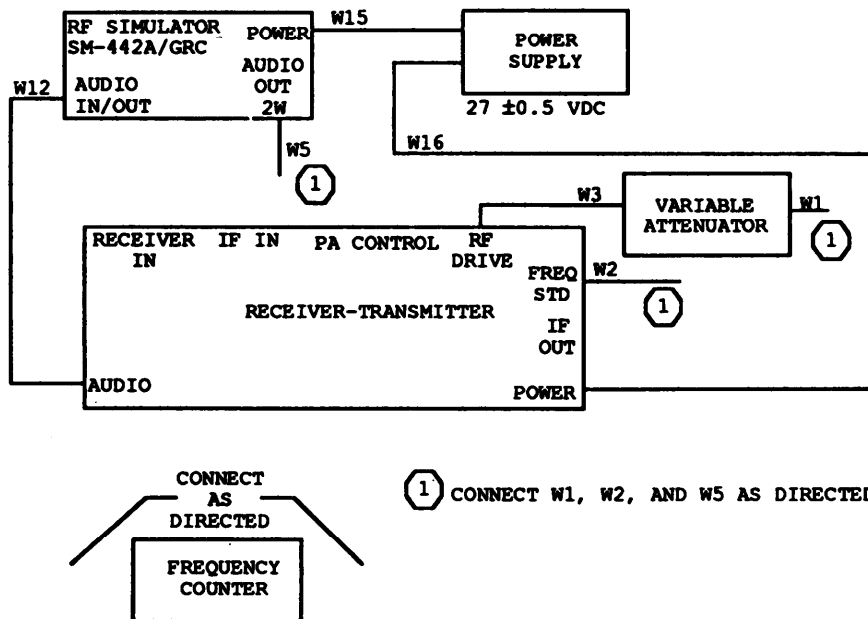 W15
RF SIMULATOR
SM-442A/GRC
POWER
AUDIO
OUT
2W
W12
AUDIO
IN/OUT
POWER
SUPPLY
27 ±0.5 VDC
W5
1
W16
W3
VARIABLE
ATTENUATOR
W1
1
RECEIVER
IN
IF IN
PA CONTROL
RF
DRIVE
FREQ
STD
W2
1
RECEIVER-TRANSMITTER
IF
OUT
AUDIO
POWER
CONNECT
AS
DIRECTED
1 CONNECT W1, W2, AND W5 AS DIRECTED
FREQUENCY
COUNTER